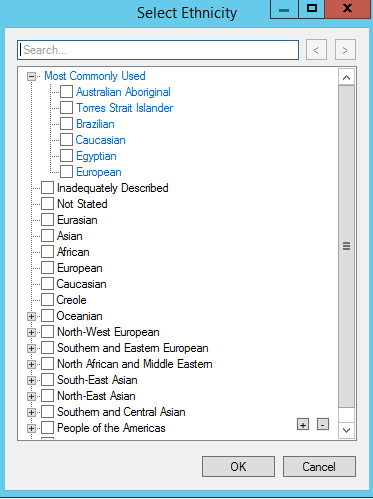 Select Ethnicity
Search...
< >
Most Commonly Used
Australian Aboriginal
Torres Strait Islander
Brazilian
Caucasian
Egyptian
European
Inadequately Described
Not Stated
Eurasian
Asian
African
European
Caucasian
Creole
Oceanian
North-West European
Southern and Eastern European
North African and Middle Eastern
South-East Asian
North-East Asian
Southern and Central Asian
People of the Americas
OK Cancel